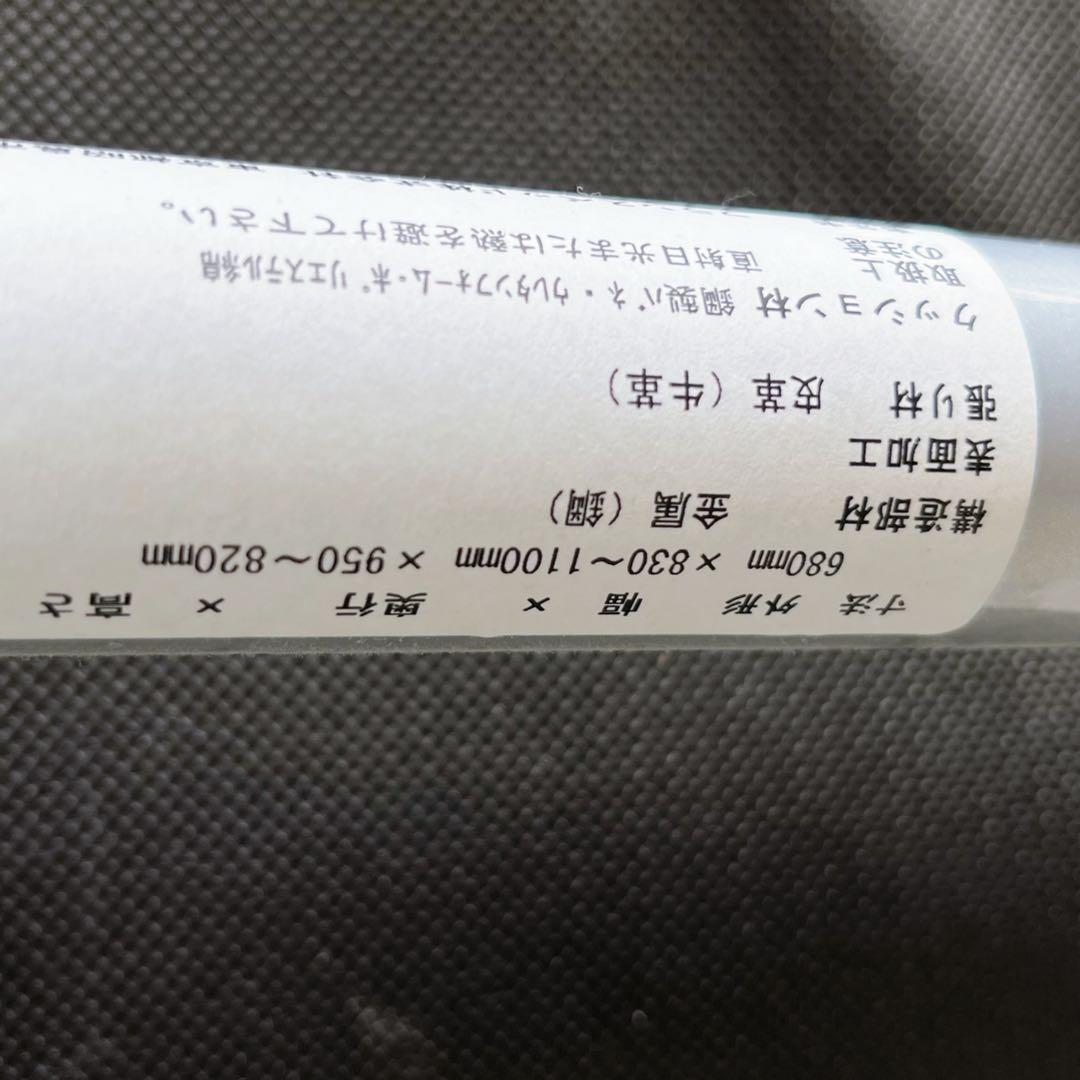 寸法 外形 幅 × 奥行 × 高さ
680mm × 830~1100mm × 950~820mm
構造部材 金属(鋼)
表面加工
張り材 皮革(牛革)
クッション材 鋼製バネ・ウレタンフォーム・ポリエステル綿
取扱上 直射日光または熱を避けて下さい。
の注意